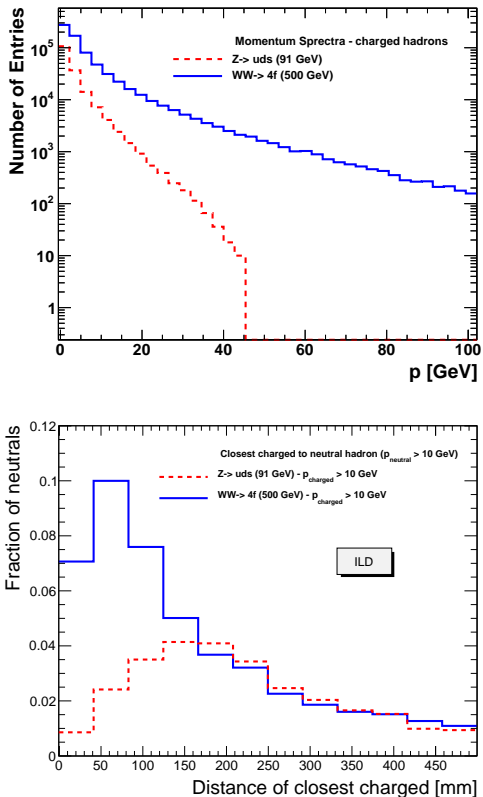 Number of Entries
10^5
10^4
10^3
10^2
10
1
Momentum Sprectra - charged hadrons
Z-> uds (91 GeV)
WW-> 4f (500 GeV)
0 20 40 60 80 100
p [GeV]
Fraction of neutrals
0.12
0.1
0.08
0.06
0.04
0.02
0
Closest charged to neutral hadron (p_neutral > 10 GeV)
Z-> uds (91 GeV) - p_charged > 10 GeV
WW-> 4f (500 GeV) - p_charged > 10 GeV
ILD
0 50 100 150 200 250 300 350 400 450
Distance of closest charged [mm]